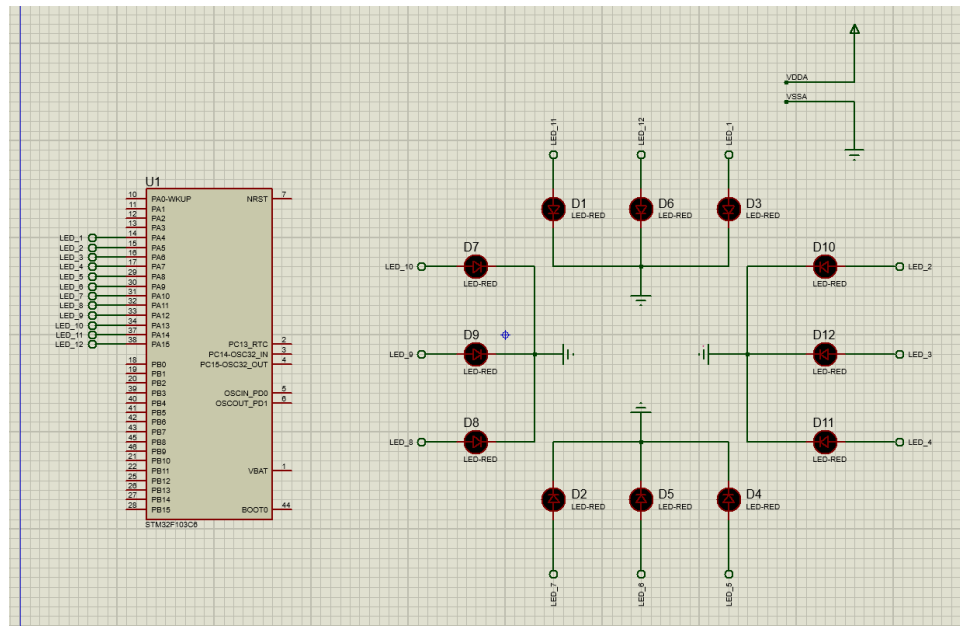 VDDA
VSSA
LED_11
LED_12
LED_1
U1
10 PA0-WKUP NRST 7
11 PA1
12 PA2
13 PA3
LED_1 14 PA4
LED_2 15 PA5
LED_3 16 PA6
LED_4 17 PA7
LED_5 29 PA8
LED_6 30 PA9
LED_7 31 PA10
LED_8 32 PA11
LED_9 33 PA12
LED_10 34 PA13
LED_11 37 PA14
LED_12 38 PA15
PC13_RTC 2
PC14-OSC32_IN 3
PC15-OSC32_OUT 4
18 PB0
19 PB1
20 PB2
39 PB3
40 PB4
41 PB5
42 PB6
43 PB7
45 PB8
46 PB9
21 PB10
22 PB11
25 PB12
26 PB13
27 PB14
28 PB15
OSCIN_PD0 5
OSCOUT_PD1 6
VBAT 1
BOOT0 44
STM32F103C6
D1
LED-RED
D6
LED-RED
D3
LED-RED
D7
LED_10
LED-RED
D10
LED_2
LED-RED
D9
LED_9
LED-RED
D12
LED_3
LED-RED
D8
LED_8
LED-RED
D11
LED_4
LED-RED
D2
LED-RED
D5
LED-RED
D4
LED-RED
LED_7
LED_6
LED_5